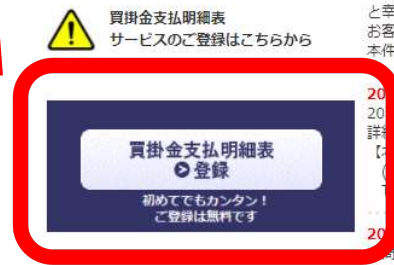 買掛金支払明細表
サービスのご登録はこちらから
買掛金支払明細表
登録
初めてでもカンタン！
ご登録は無料です
と幸
お客
本件
20
20
詳細
20